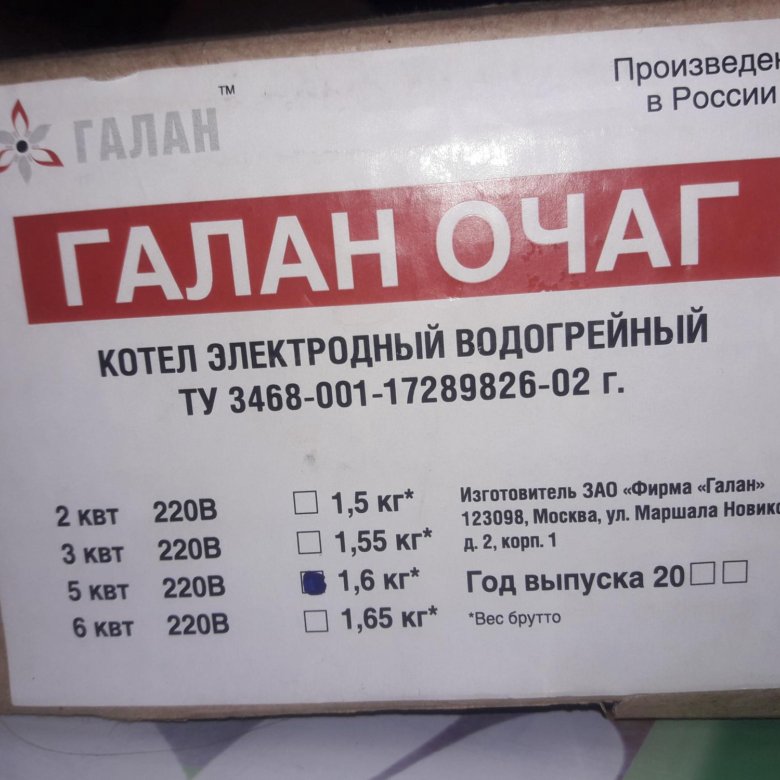 Произведен
в России
ГАЛАН™
ГАЛАН ОЧАГ
КОТЕЛ ЭЛЕКТРОДНЫЙ ВОДОГРЕЙНЫЙ
ТУ 3468-001-17289826-02 г.
2 квт 220В 1,5 кг*
3 квт 220В 1,55 кг*
5 квт 220В 1,6 кг*
6 квт 220В 1,65 кг*
Изготовитель ЗАО «Фирма «Галан»
123098, Москва, ул. Маршала Новико
д. 2, корп. 1
Год выпуска 20
*Вес брутто